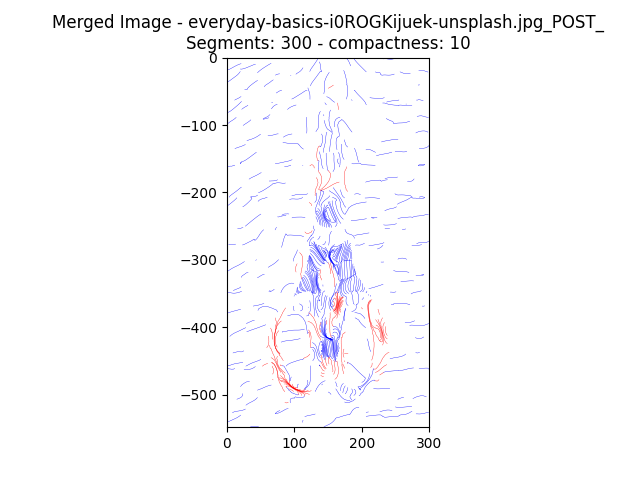 Merged Image - everyday-basics-i0ROGKijuek-unsplash.jpg_POST_
Segments: 300 - compactness: 10
0
−100
−200
−300
−400
−500
0 100 200 300